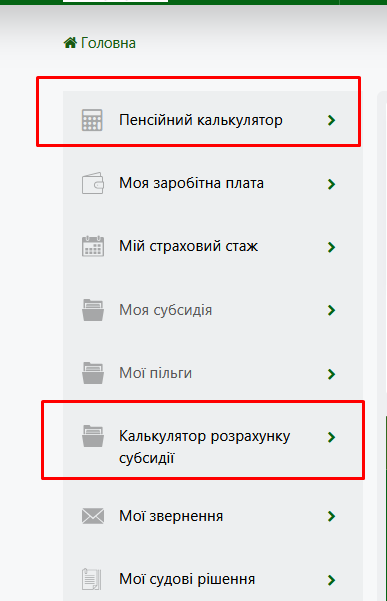 Головна
Пенсійний калькулятор
Моя заробітна плата
Мій страховий стаж
Моя субсидія
Мої пільги
Калькулятор розрахунку
субсидії
Мої звернення
Мої судові рішення